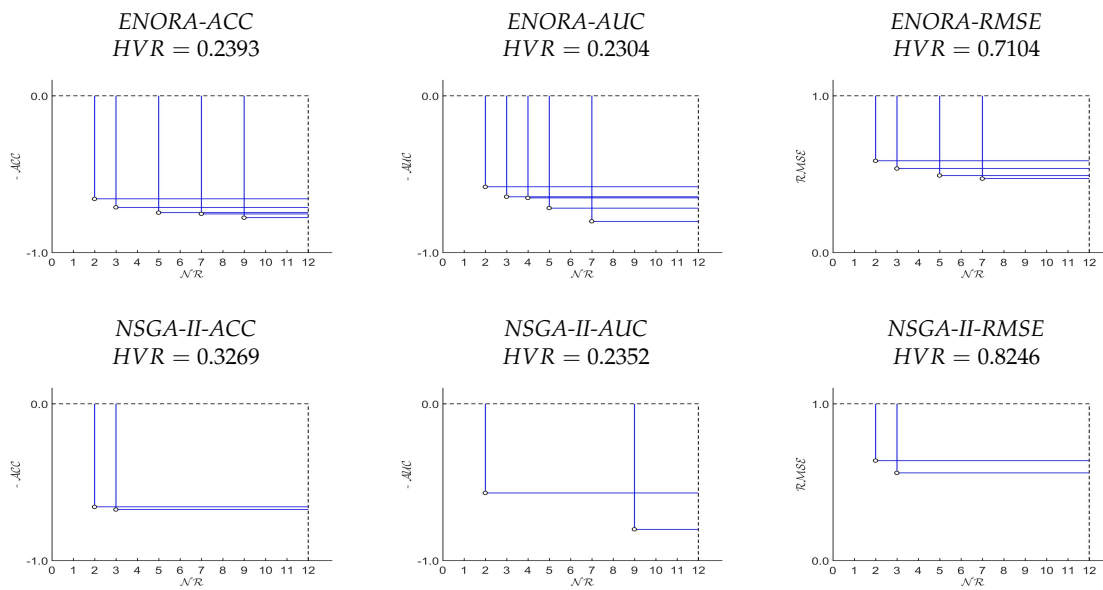 ENORA-ACC
HVR = 0.2393
0.0
- ACC
-1.0
0 1 2 3 4 5 6 7 8 9 10 11 12
NR
ENORA-AUC
HVR = 0.2304
0.0
- AUC
-1.0
0 1 2 3 4 5 6 7 8 9 10 11 12
NR
ENORA-RMSE
HVR = 0.7104
1.0
RMSE
0.0
0 1 2 3 4 5 6 7 8 9 10 11 12
NR
NSGA-II-ACC
HVR = 0.3269
0.0
- ACC
-1.0
0 1 2 3 4 5 6 7 8 9 10 11 12
NR
NSGA-II-AUC
HVR = 0.2352
0.0
- AUC
-1.0
0 1 2 3 4 5 6 7 8 9 10 11 12
NR
NSGA-II-RMSE
HVR = 0.8246
1.0
RMSE
0.0
0 1 2 3 4 5 6 7 8 9 10 11 12
NR